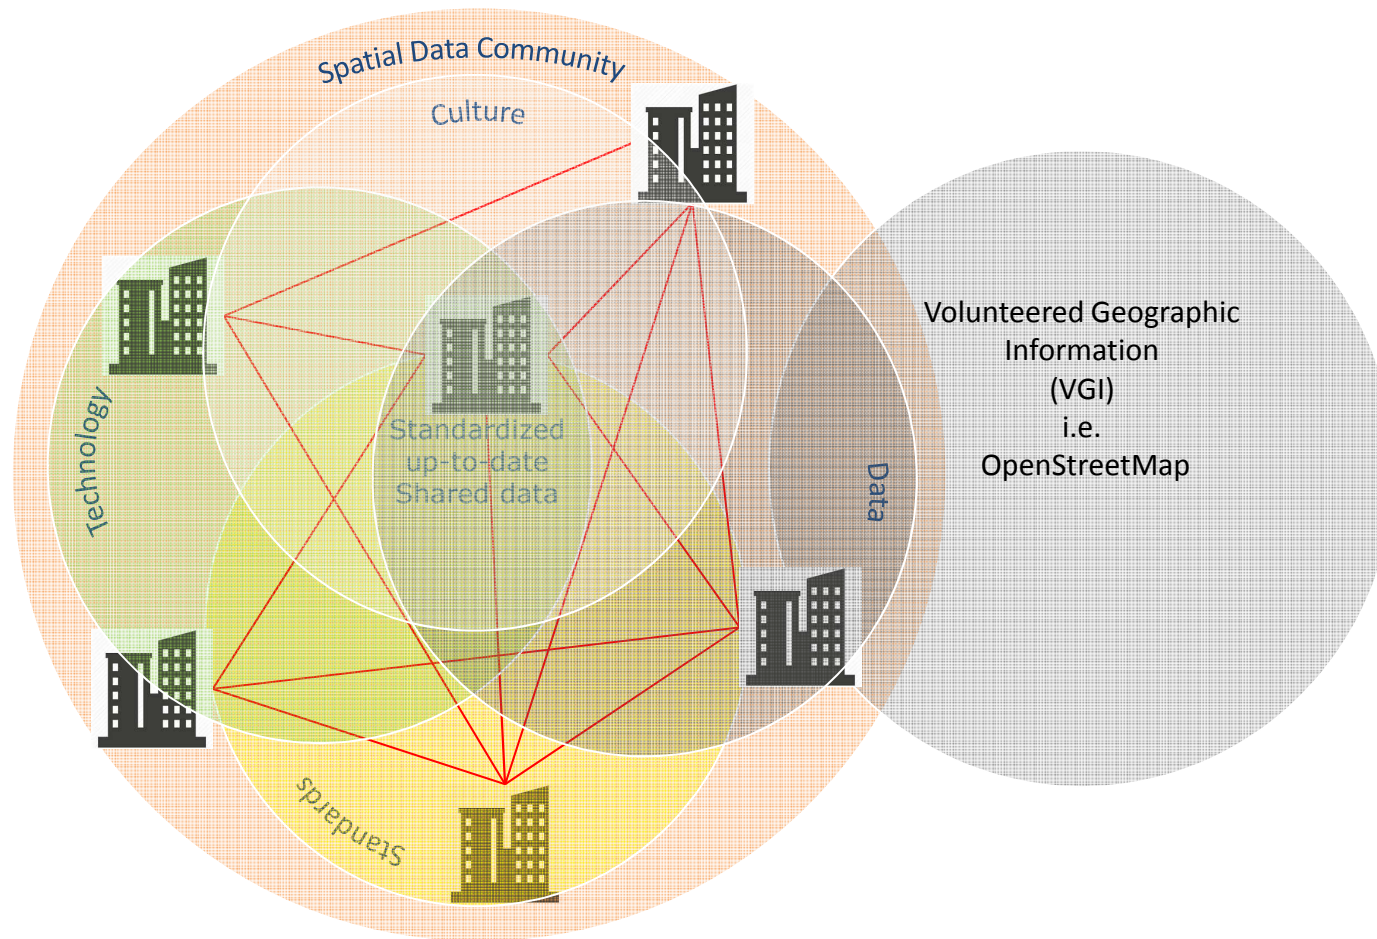 Spatial Data Community
Culture
Technology
Standardized
up-to-date
Shared data
Data
Standards
Volunteered Geographic
Information
(VGI)
i.e.
OpenStreetMap